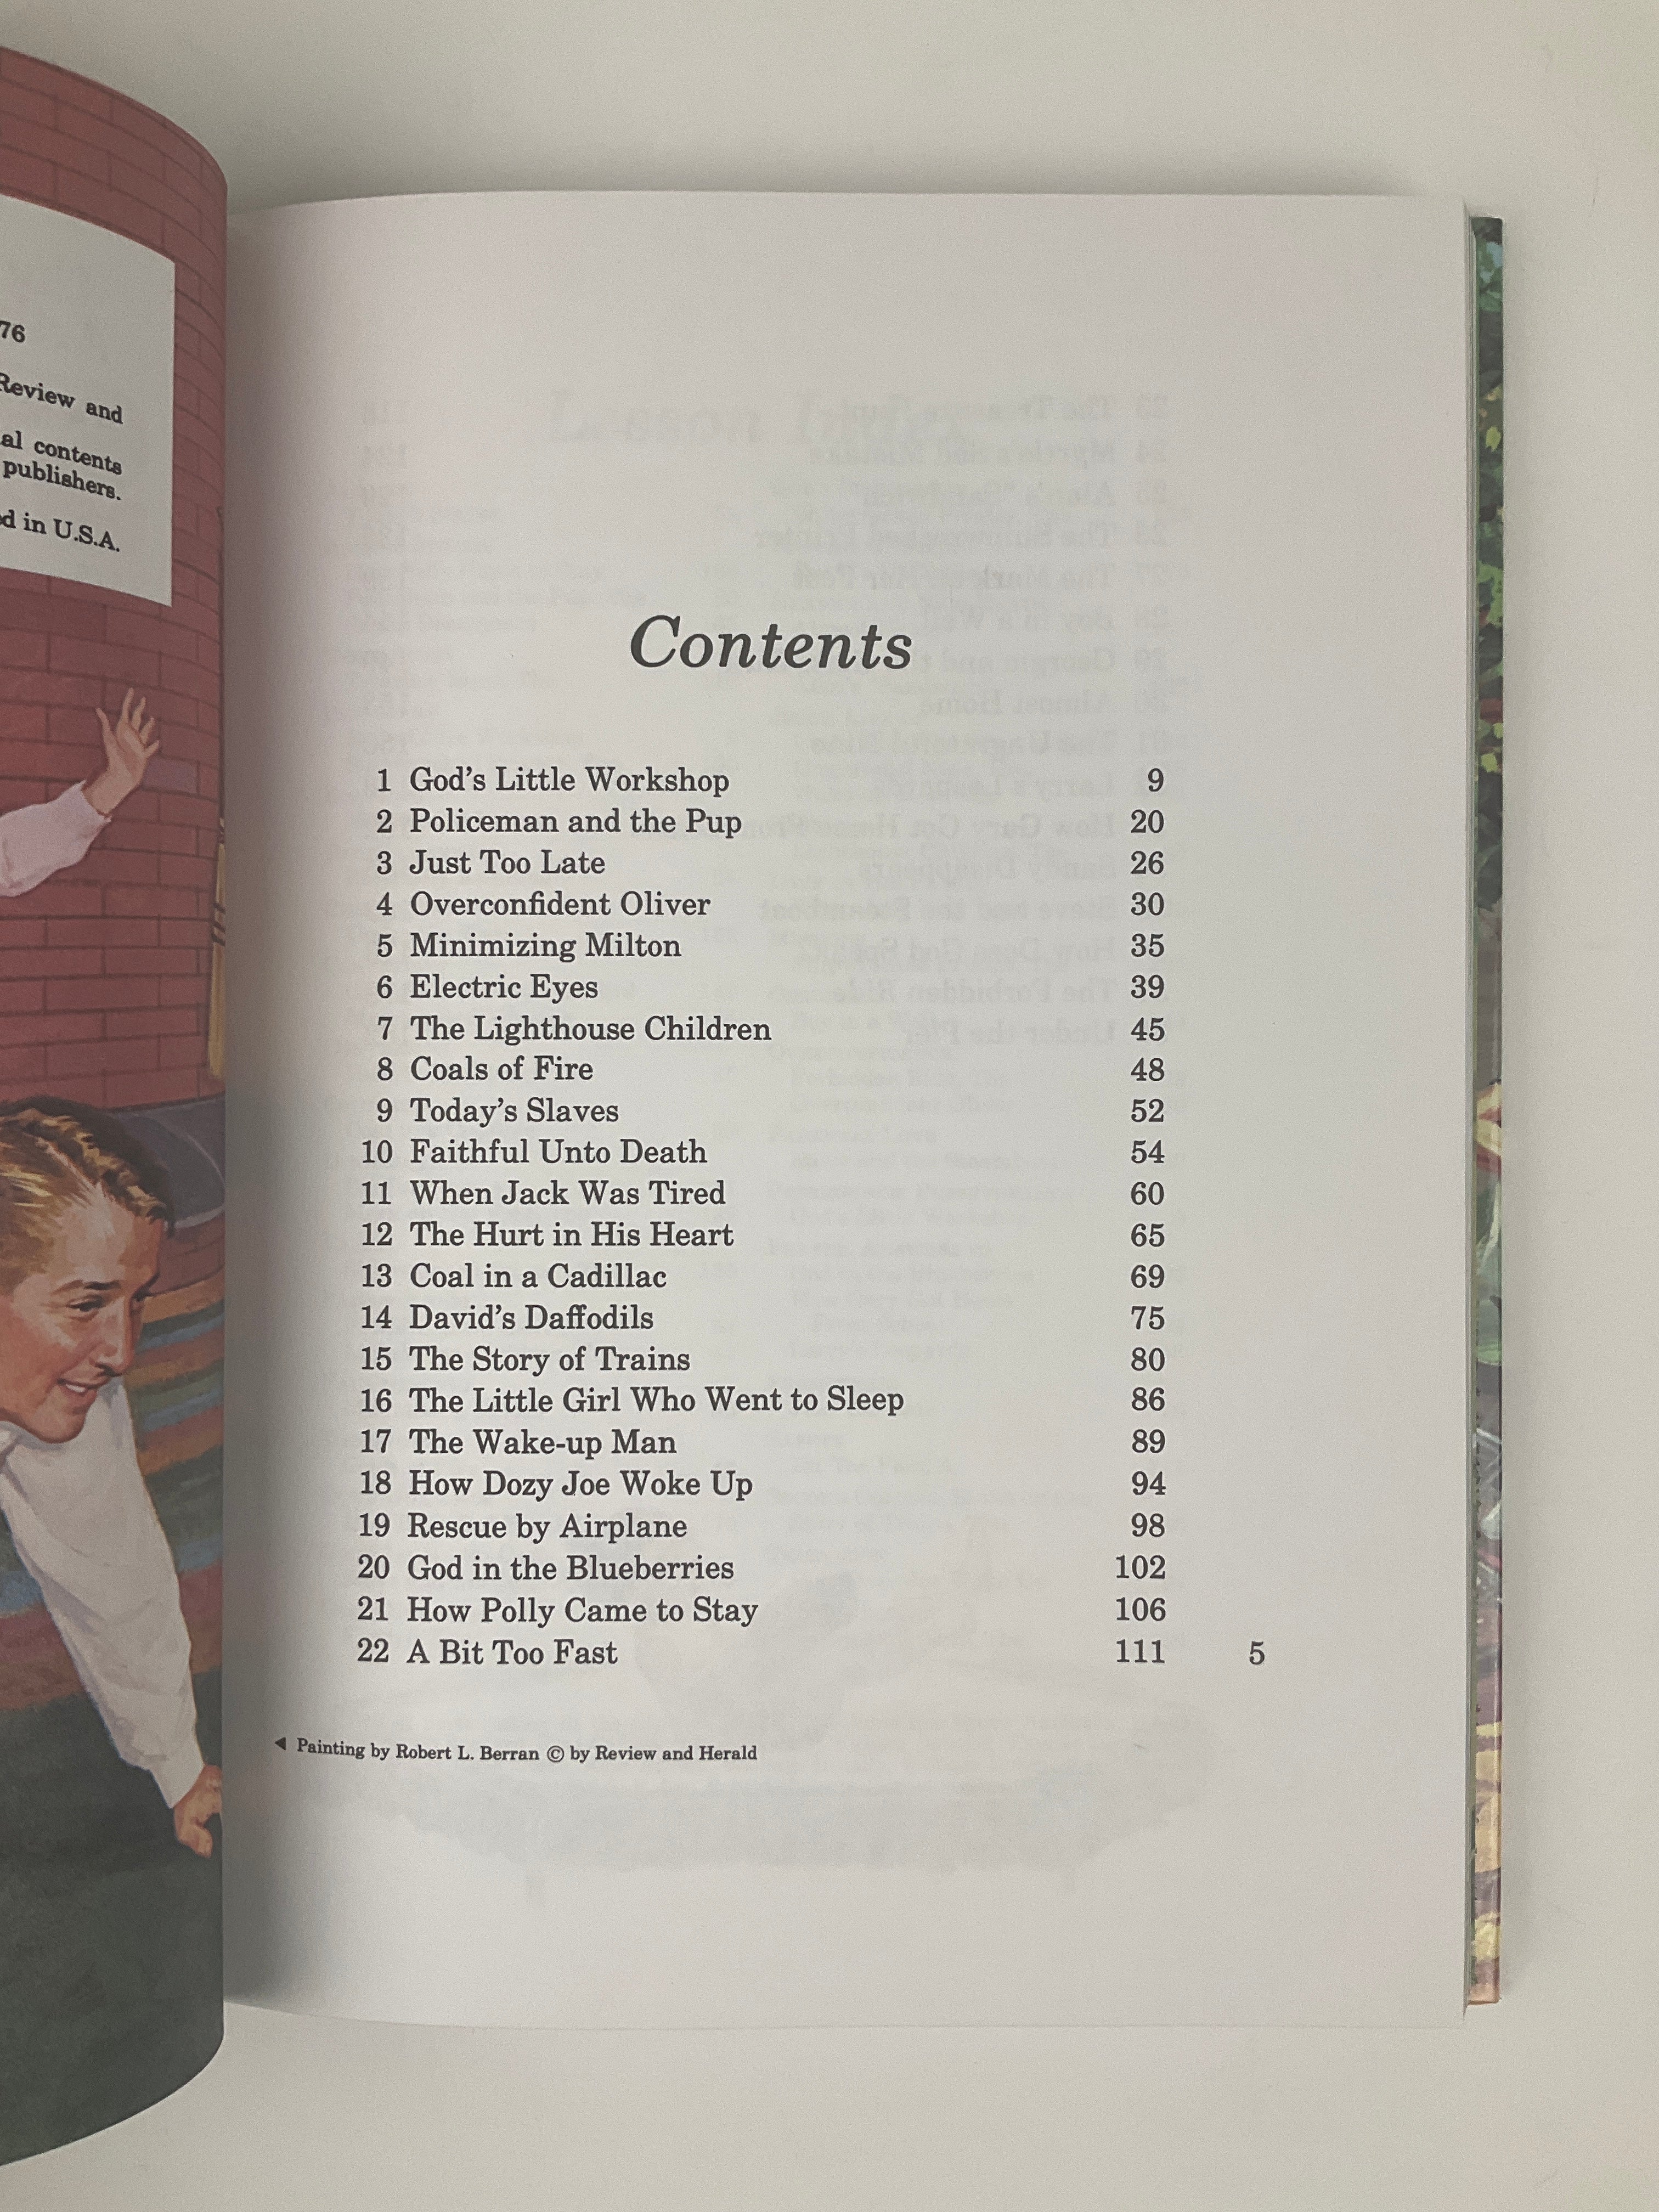 76
Review and
al contents
publishers.
d in U.S.A.
Contents
1 God's Little Workshop 9
2 Policeman and the Pup 20
3 Just Too Late 26
4 Overconfident Oliver 30
5 Minimizing Milton 35
6 Electric Eyes 39
7 The Lighthouse Children 45
8 Coals of Fire 48
9 Today's Slaves 52
10 Faithful Unto Death 54
11 When Jack Was Tired 60
12 The Hurt in His Heart 65
13 Coal in a Cadillac 69
14 David's Daffodils 75
15 The Story of Trains 80
16 The Little Girl Who Went to Sleep 86
17 The Wake-up Man 89
18 How Dozy Joe Woke Up 94
19 Rescue by Airplane 98
20 God in the Blueberries 102
21 How Polly Came to Stay 106
22 A Bit Too Fast 111 5
◀ Painting by Robert L. Berran © by Review and Herald